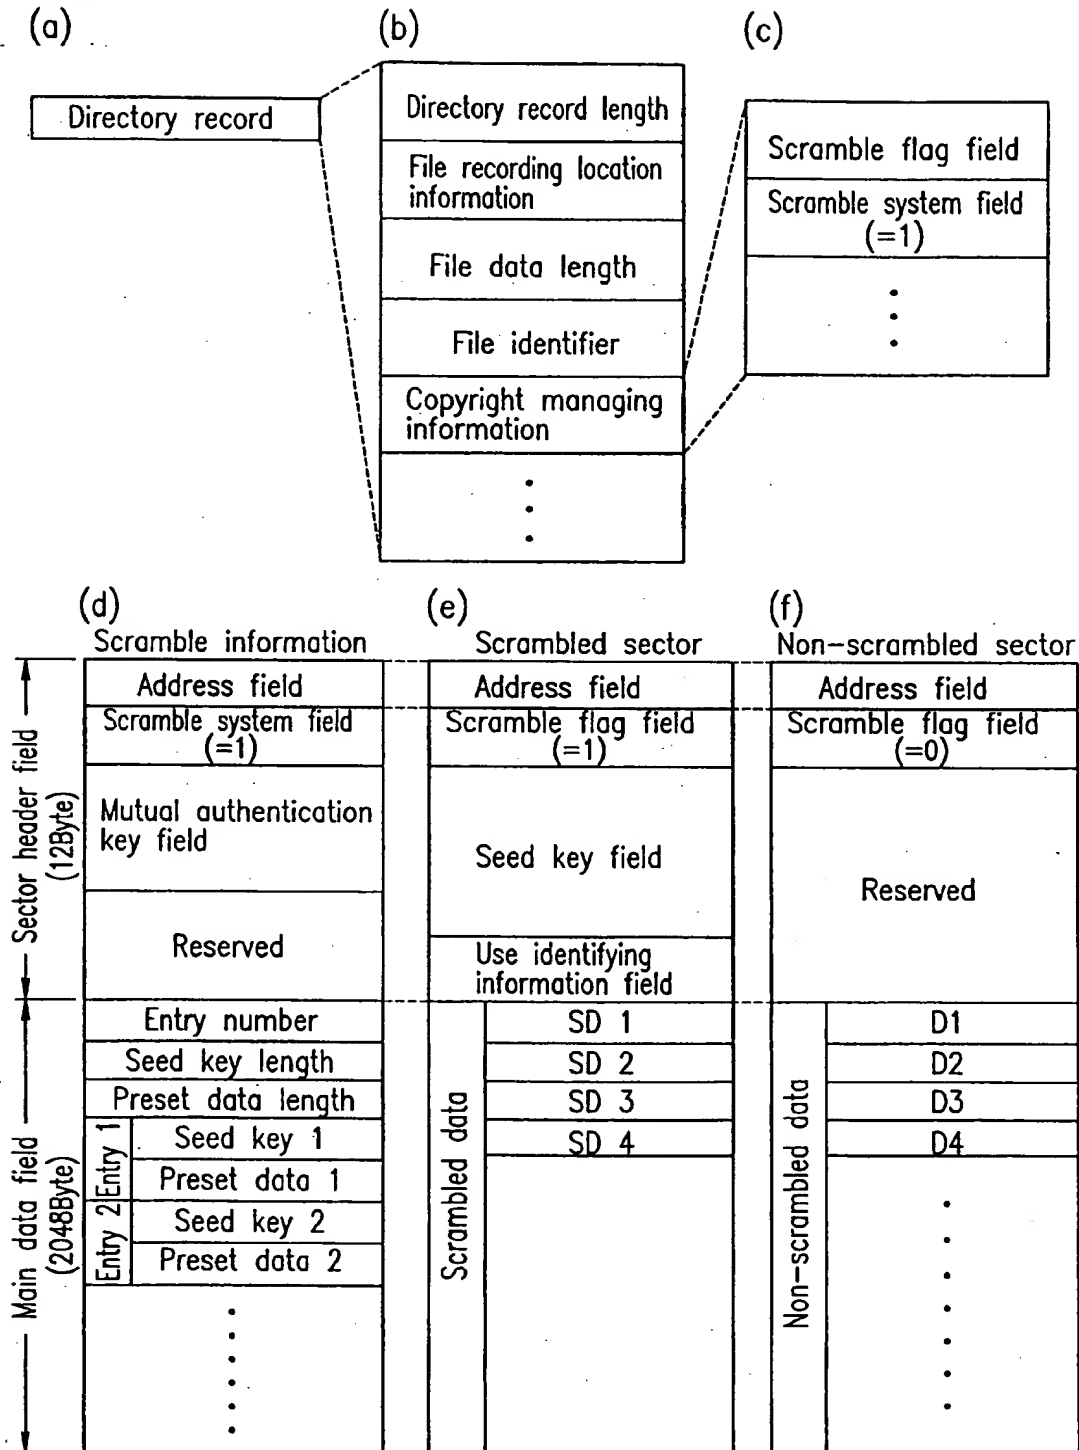 (a)
Directory record
(b)
Directory record length
File recording location
information
File data length
File identifier
Copyright managing
information
(c)
Scramble flag field
Scramble system field
(=1)
(d)
Scramble information
Address field
Scramble system field
(=1)
Mutual authentication
key field
Reserved
Entry number
Seed key length
Preset data length
Entry 1
Seed key 1
Preset data 1
Entry 2
Seed key 2
Preset data 2
Sector header field
(12Byte)
Main data field
(2048Byte)
(e)
Scrambled sector
Address field
Scramble flag field
(=1)
Seed key field
Use identifying
information field
Scrambled data
SD 1
SD 2
SD 3
SD 4
(f)
Non-scrambled sector
Address field
Scramble flag field
(=0)
Reserved
Non-scrambled data
D1
D2
D3
D4